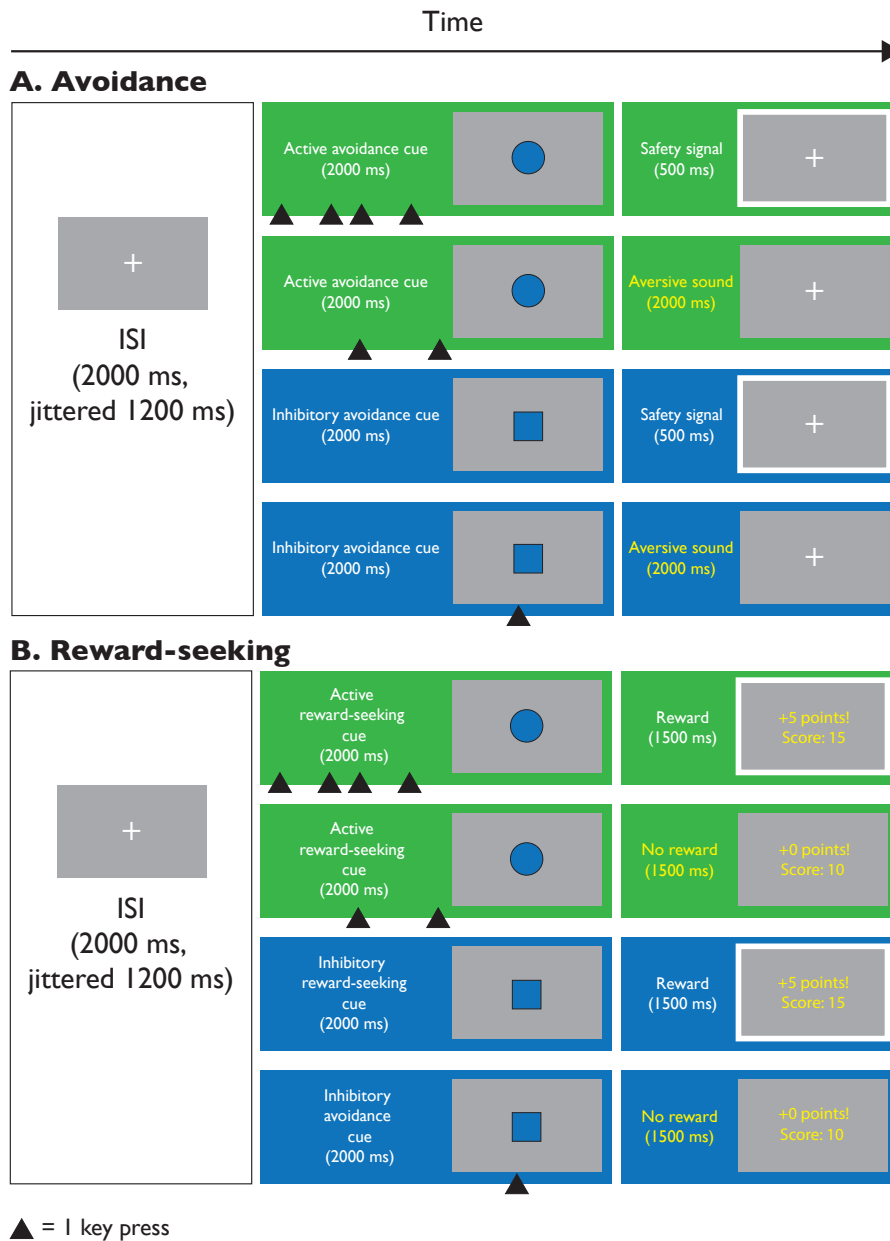 Time
A. Avoidance
+
ISI
(2000 ms,
jittered 1200 ms)
Active avoidance cue
(2000 ms)
Safety signal
(500 ms)
+
Active avoidance cue
(2000 ms)
Aversive sound
(2000 ms)
+
Inhibitory avoidance cue
(2000 ms)
Safety signal
(500 ms)
+
Inhibitory avoidance cue
(2000 ms)
Aversive sound
(2000 ms)
+
B. Reward-seeking
+
ISI
(2000 ms,
jittered 1200 ms)
Active
reward-seeking
cue
(2000 ms)
Reward
(1500 ms)
+5 points!
Score: 15
Active
reward-seeking
cue
(2000 ms)
No reward
(1500 ms)
+0 points!
Score: 10
Inhibitory
reward-seeking
cue
(2000 ms)
Reward
(1500 ms)
+5 points!
Score: 15
Inhibitory
avoidance
cue
(2000 ms)
No reward
(1500 ms)
+0 points!
Score: 10
▲ = 1 key press